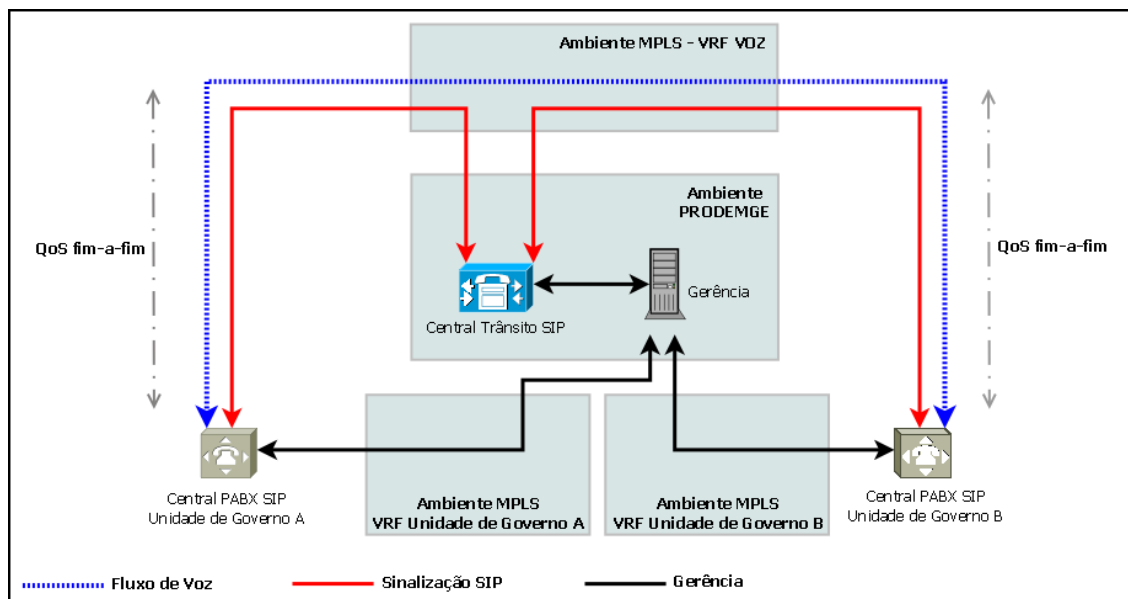 Ambiente MPLS - VRF VOZ
Ambiente
PRODEMGE
QoS fim-a-fim
QoS fim-a-fim
Gerência
Central Trânsito SIP
Central PABX SIP
Unidade de Governo A
Ambiente MPLS
VRF Unidade de Governo A
Ambiente MPLS
VRF Unidade de Governo B
Central PABX SIP
Unidade de Governo B
Fluxo de Voz
Sinalização SIP
Gerência